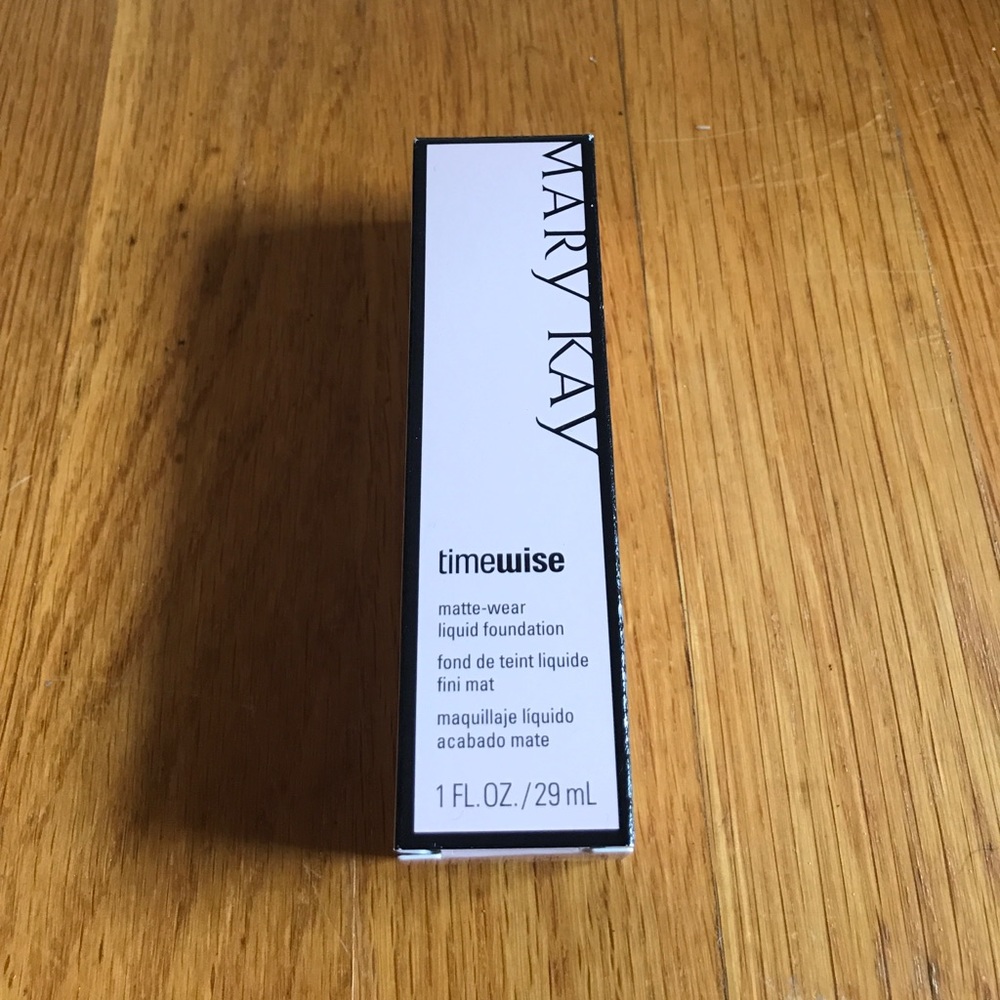 MARY KAY
timewise
matte-wear
liquid foundation
fond de teint liquide
fini mat
maquillaje líquido
acabado mate
1 FL.OZ./29 mL